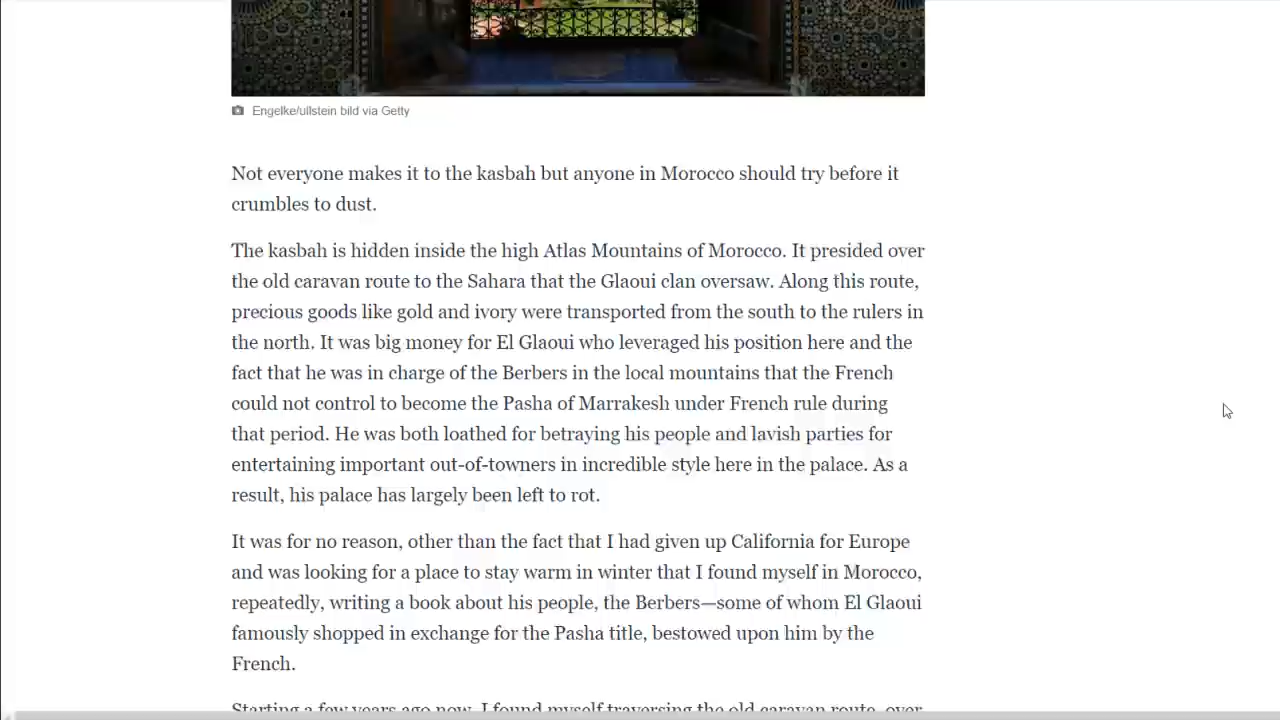 Engelke/ullstein bild via Getty
Not everyone makes it to the kasbah but anyone in Morocco should try before it
crumbles to dust.
The kasbah is hidden inside the high Atlas Mountains of Morocco. It presided over
the old caravan route to the Sahara that the Glaoui clan oversaw. Along this route,
precious goods like gold and ivory were transported from the south to the rulers in
the north. It was big money for El Glaoui who leveraged his position here and the
fact that he was in charge of the Berbers in the local mountains that the French
could not control to become the Pasha of Marrakesh under French rule during
that period. He was both loathed for betraying his people and lavish parties for
entertaining important out-of-towners in incredible style here in the palace. As a
result, his palace has largely been left to rot.
It was for no reason, other than the fact that I had given up California for Europe
and was looking for a place to stay warm in winter that I found myself in Morocco,
repeatedly, writing a book about his people, the Berbers—some of whom El Glaoui
famously shopped in exchange for the Pasha title, bestowed upon him by the
French.
Starting a few years ago now, I found myself traversing the old caravan route, over